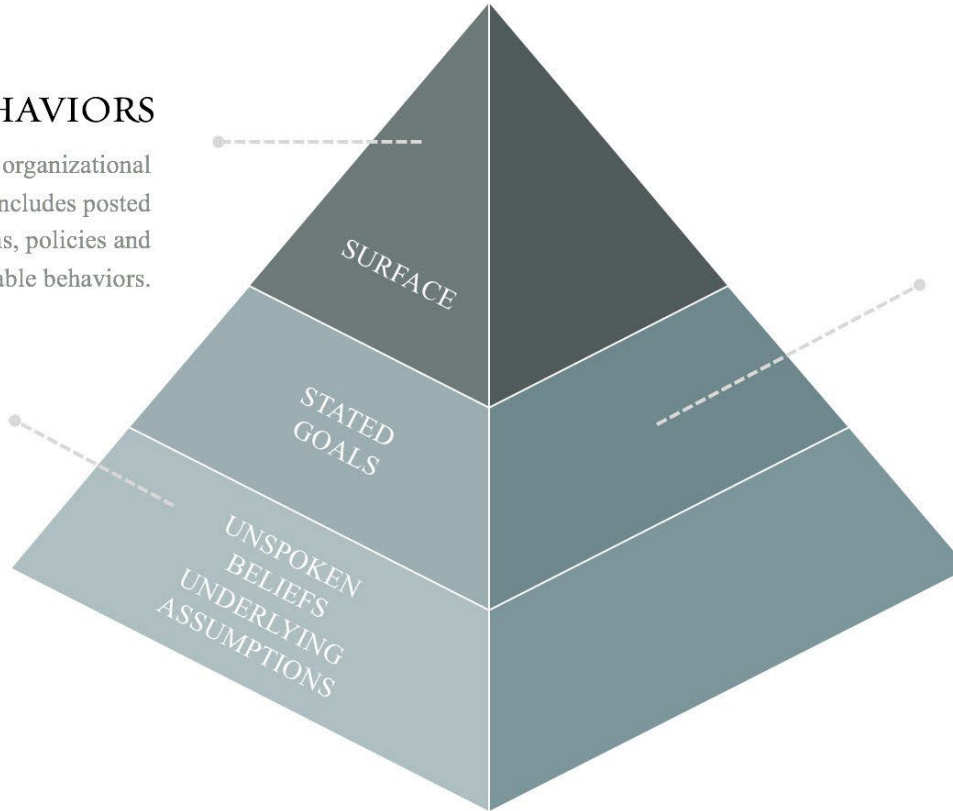 HAVIORS
organizational
ncludes posted
s, policies and
able behaviors.
SURFACE
STATED
GOALS
UNSPOKEN
BELIEFS
UNDERLYING
ASSUMPTIONS